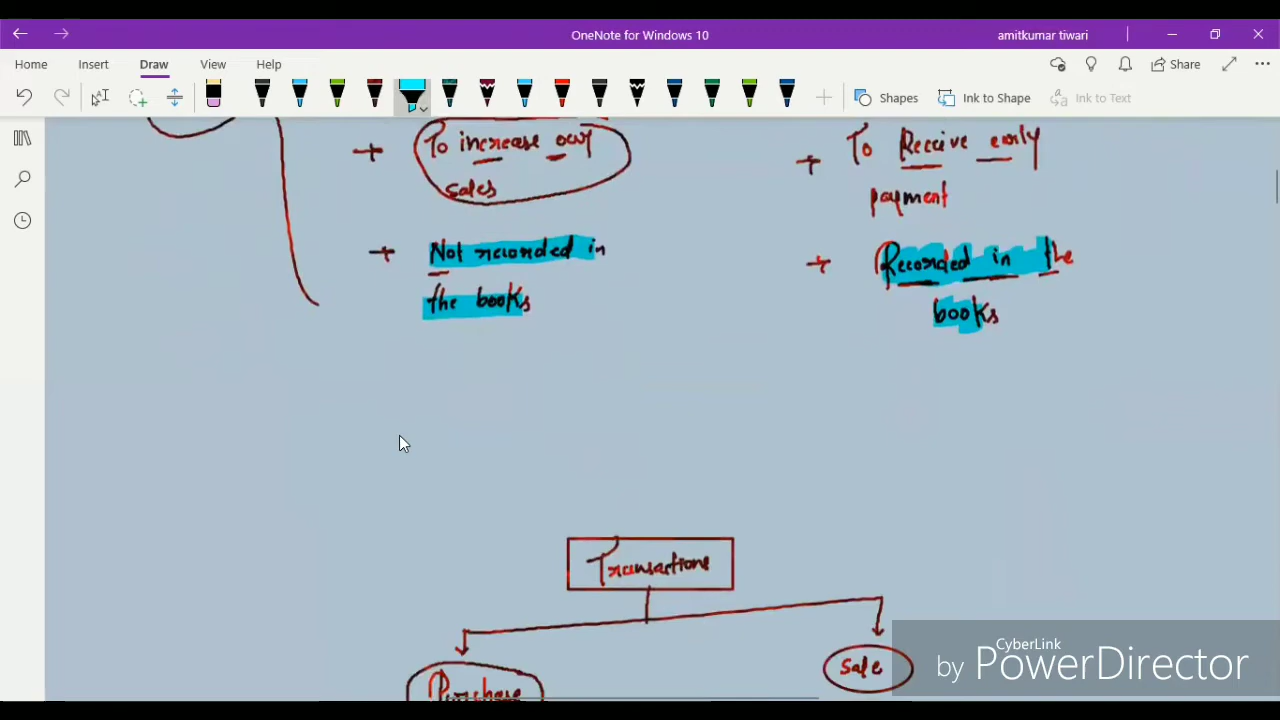 OneNote for Windows 10
amitkumar tiwari
Home Insert Draw View Help
Share
Shapes
Ink to Shape
Ink to Text
→ To increase our
sales
→ To Receive early
payment
→ Not recorded in
the books
→ Recorded in the
books
Transactions
Purchase
Sale
CyberLink
by PowerDirector